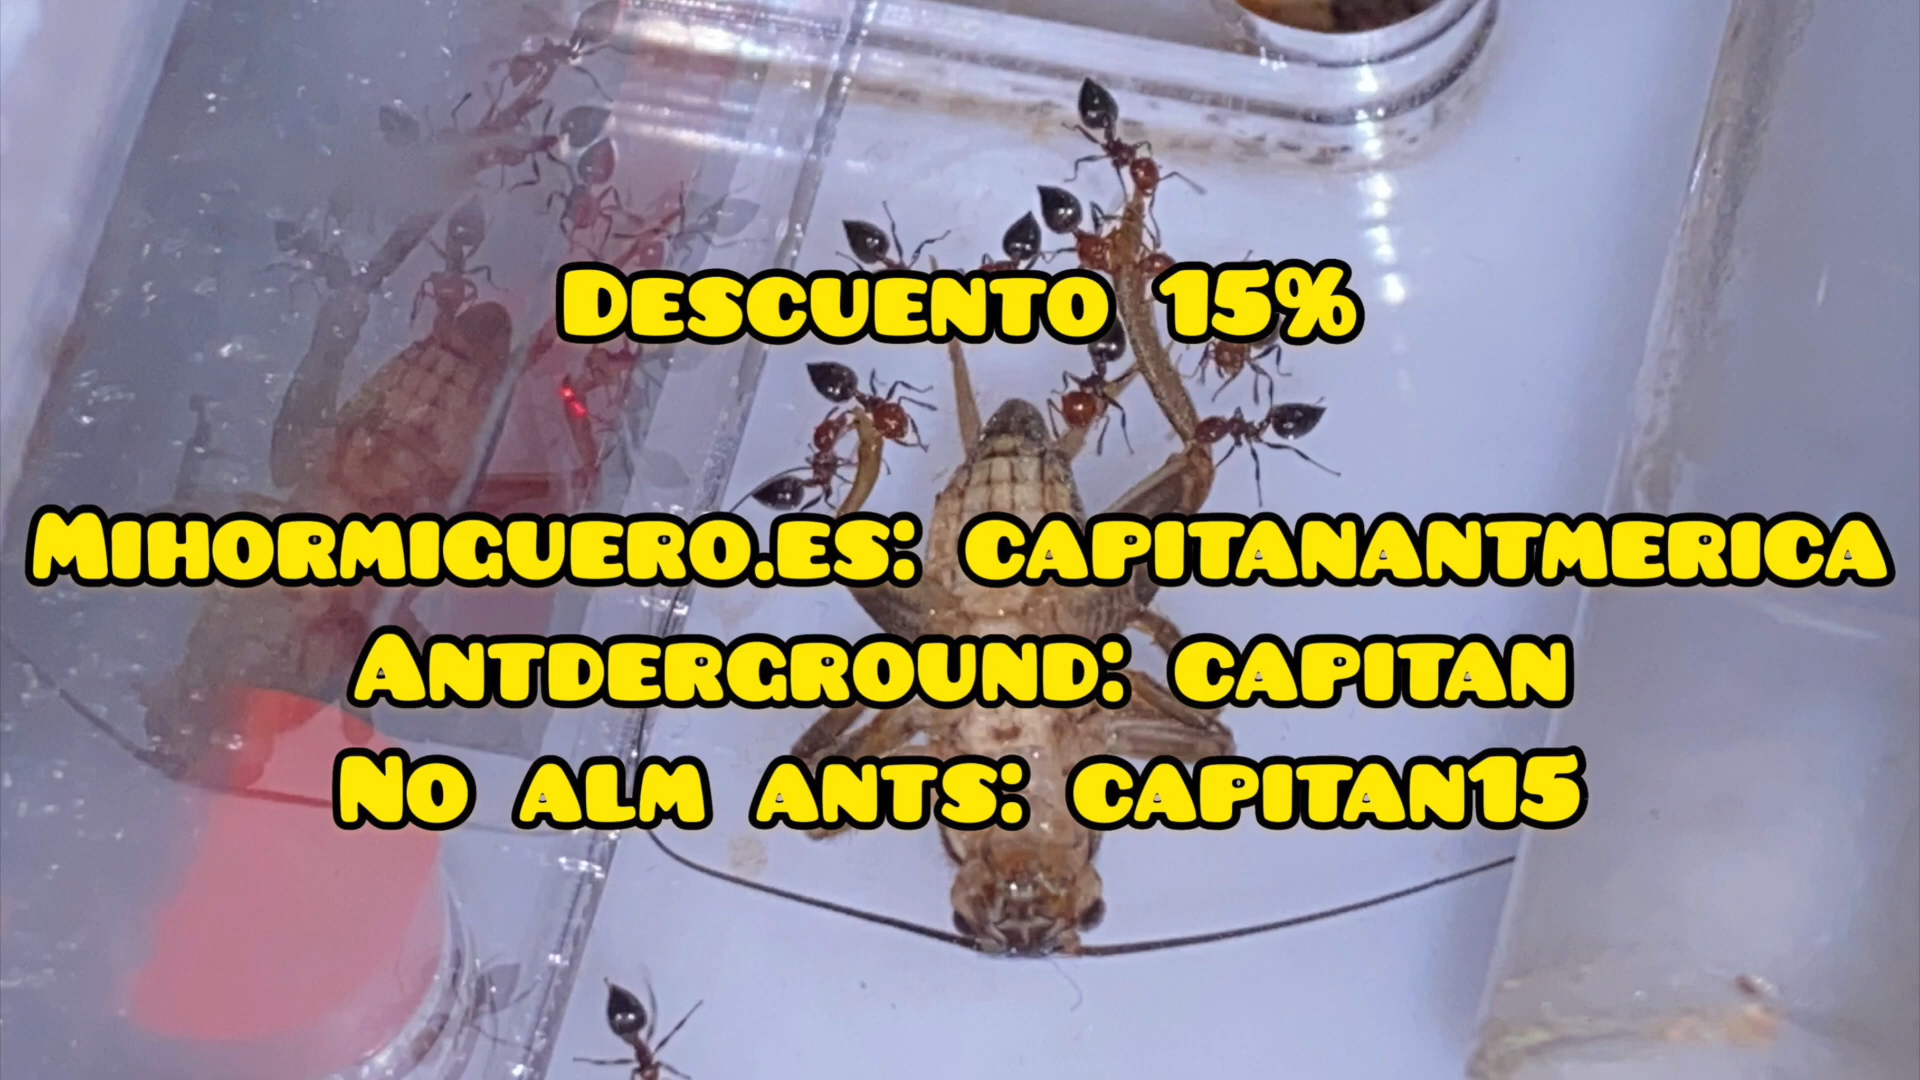 Descuento 15%
Mihormiguero.es: capitanantmerica
Antderground: capitan
No alm ants: capitan15